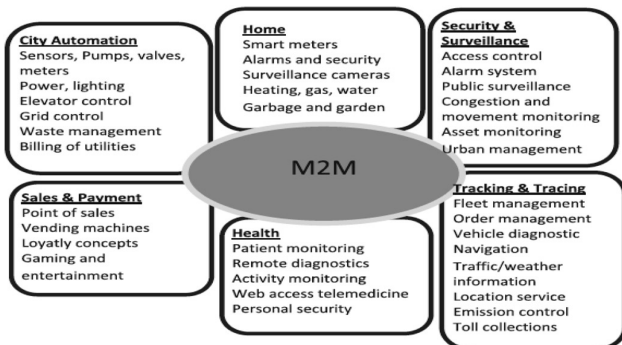 City Automation
Sensors, Pumps, valves,
meters
Power, lighting
Elevator control
Grid control
Waste management
Billing of utilities
Home
Smart meters
Alarms and security
Surveillance cameras
Heating, gas, water
Garbage and garden
Security &
Surveillance
Access control
Alarm system
Public surveillance
Congestion and
movement monitoring
Asset monitoring
Urban management
M2M
Sales & Payment
Point of sales
Vending machines
Loyatly concepts
Gaming and
entertainment
Health
Patient monitoring
Remote diagnostics
Activity monitoring
Web access telemedicine
Personal security
Tracking & Tracing
Fleet management
Order management
Vehicle diagnostic
Navigation
Traffic/weather
information
Location service
Emission control
Toll collections